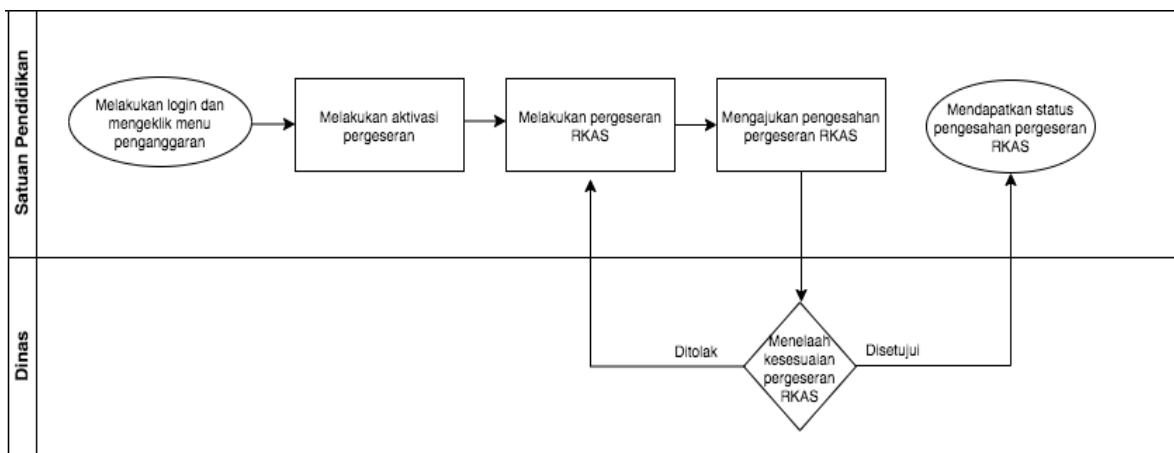 Satuan Pendidikan
Melakukan login dan
mengeklik menu
penganggaran
Melakukan aktivasi
pergeseran
Melakukan pergeseran
RKAS
Mengajukan pengesahan
pergeseran RKAS
Mendapatkan status
pengesahan pergeseran
RKAS
Dinas
Ditolak
Menelaah
kesesuaian
pergeseran
RKAS
Disetujui